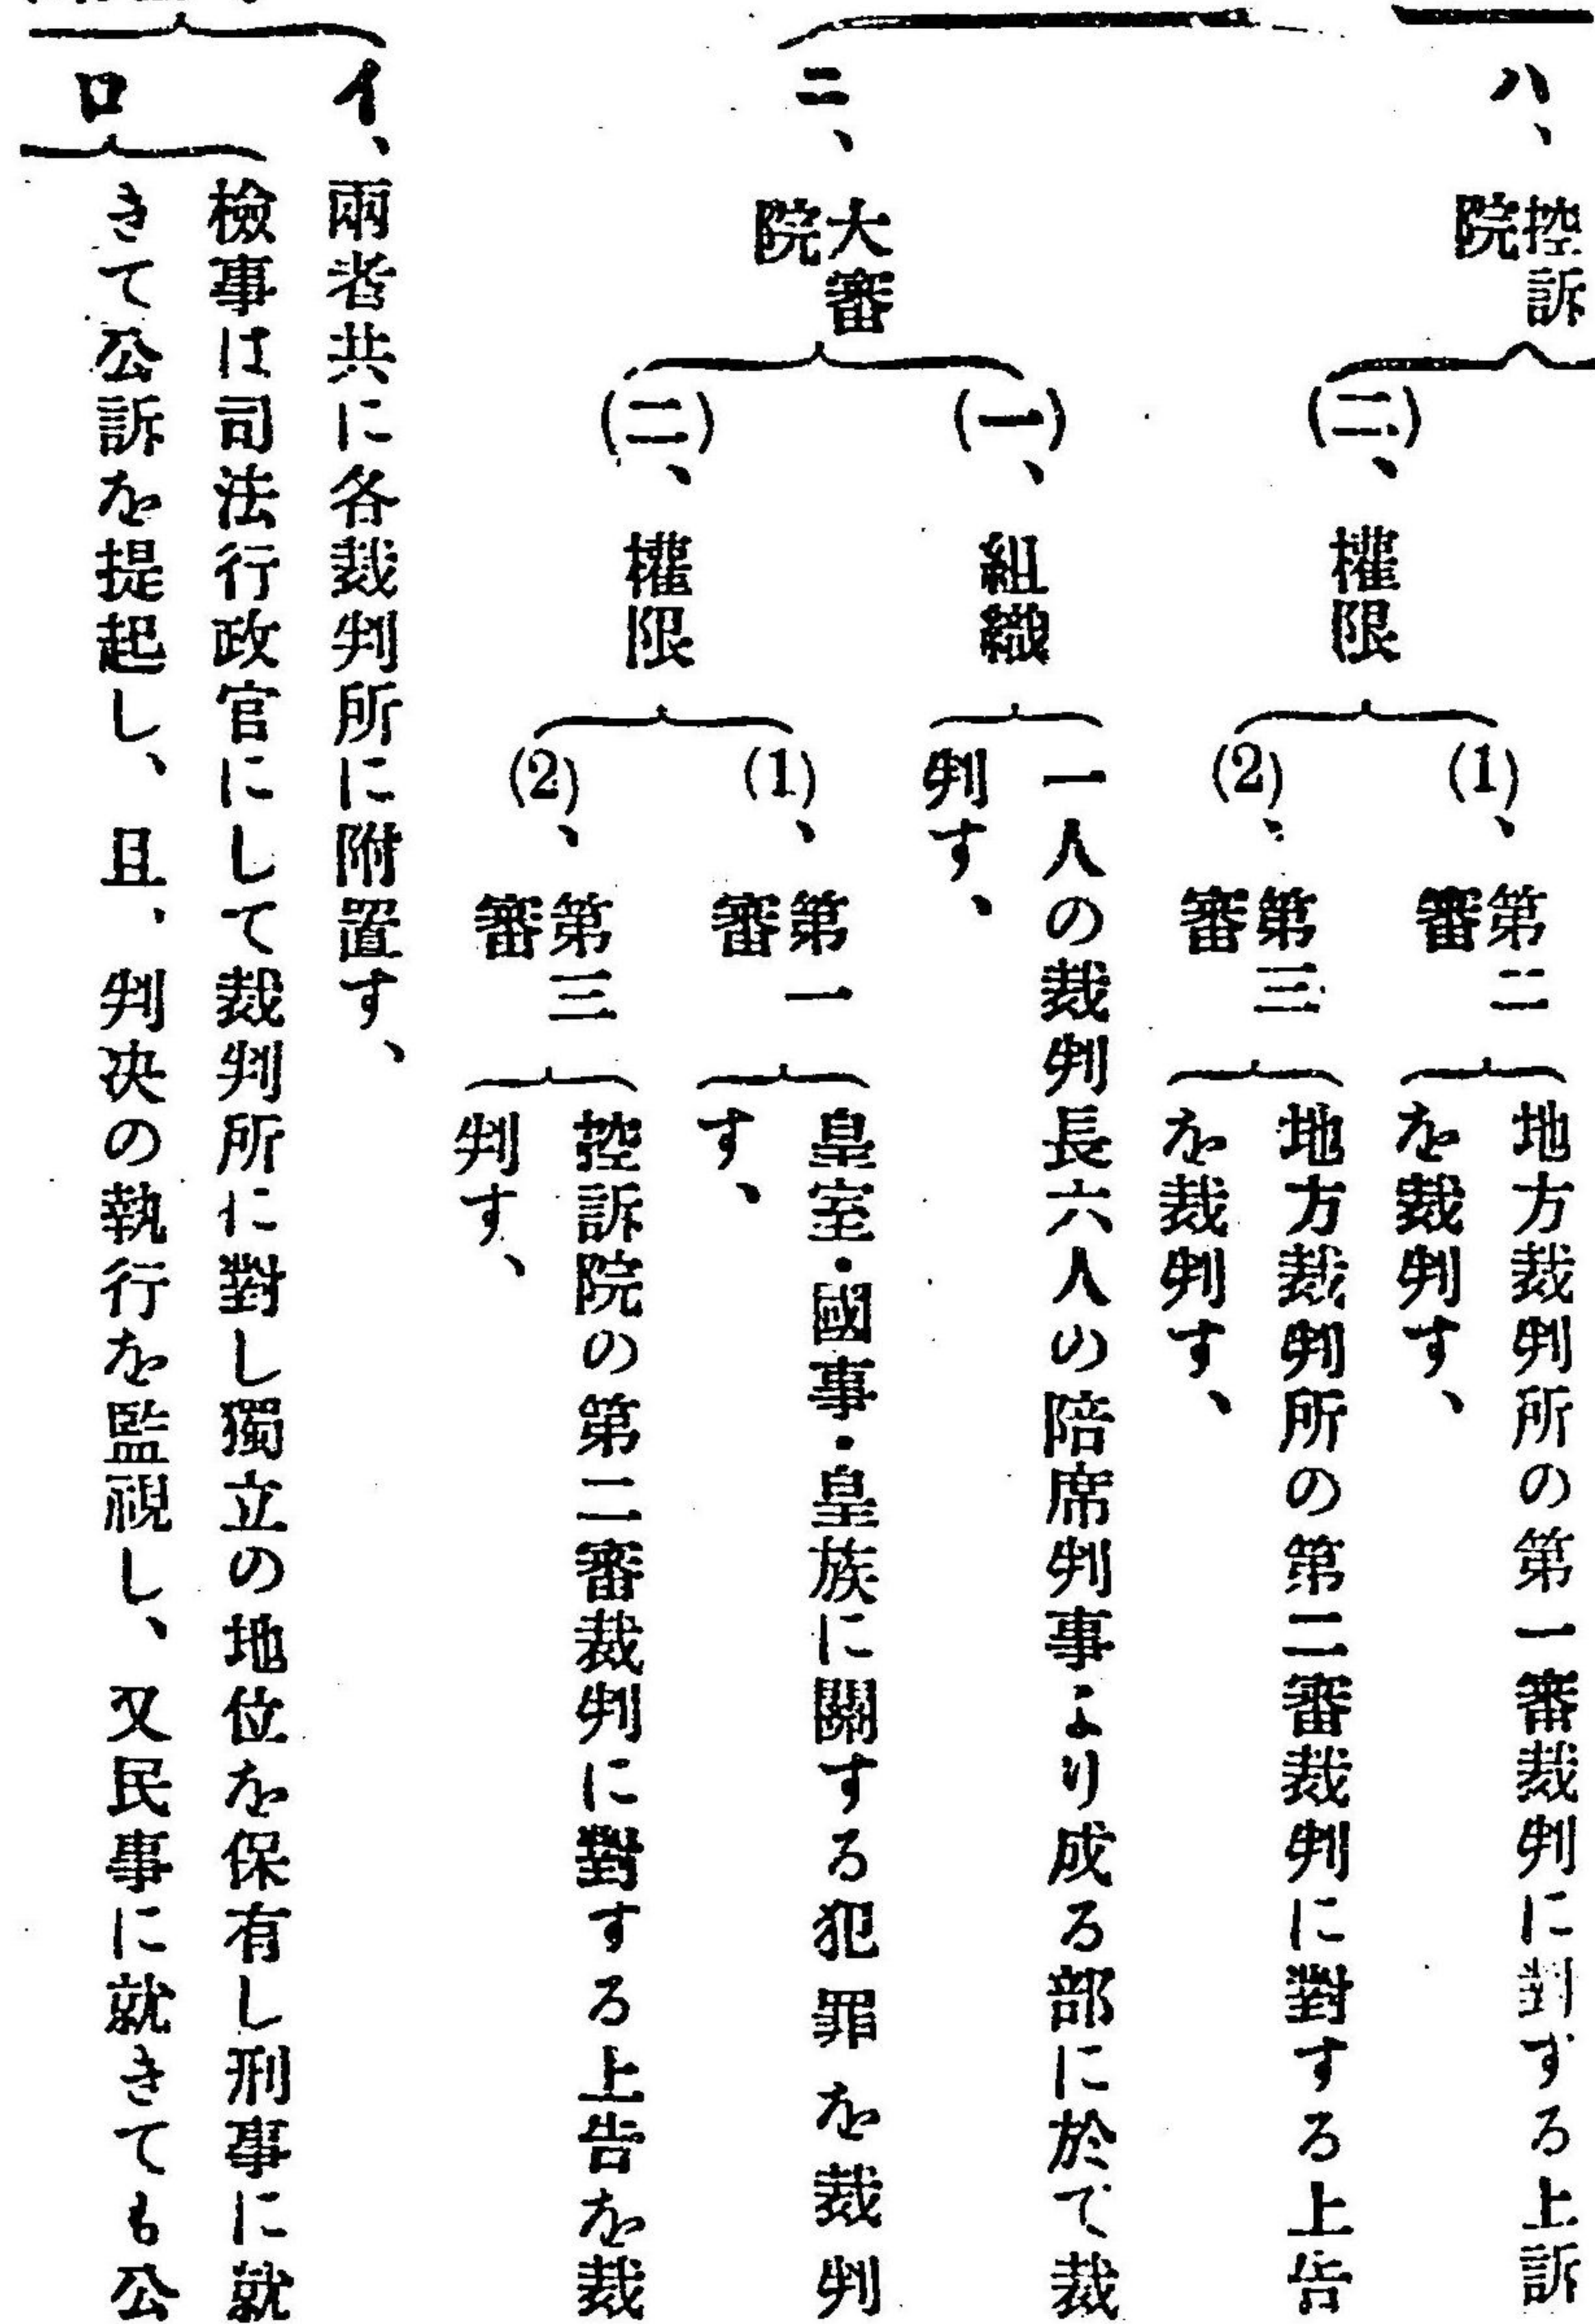 ハ、
控訴
院
(二)、
權限
(1)、
第二
審
地方裁判所の第一審裁判に對する上訴
を裁判す、
(2)、
第三
審
地方裁判所の第二審裁判に對する上告
を裁判す、
ニ、
大審
院
(一)、
組織
一人の裁判長六人の陪席判事より成る部に於て裁
判す、
(二)、
權限
(1)、
第一
審
皇室・國事・皇族に關する犯罪を裁判
す、
(2)、
第三
審
控訴院の第二審裁判に對する上告を裁
判す、
イ、
兩者共に各裁判所に附置す、
ロ
檢事は司法行政官にして裁判所に對し獨立の地位を保有し刑事に就
きて公訴を提起し、且、判決の執行を監視し、又民事に就きても公